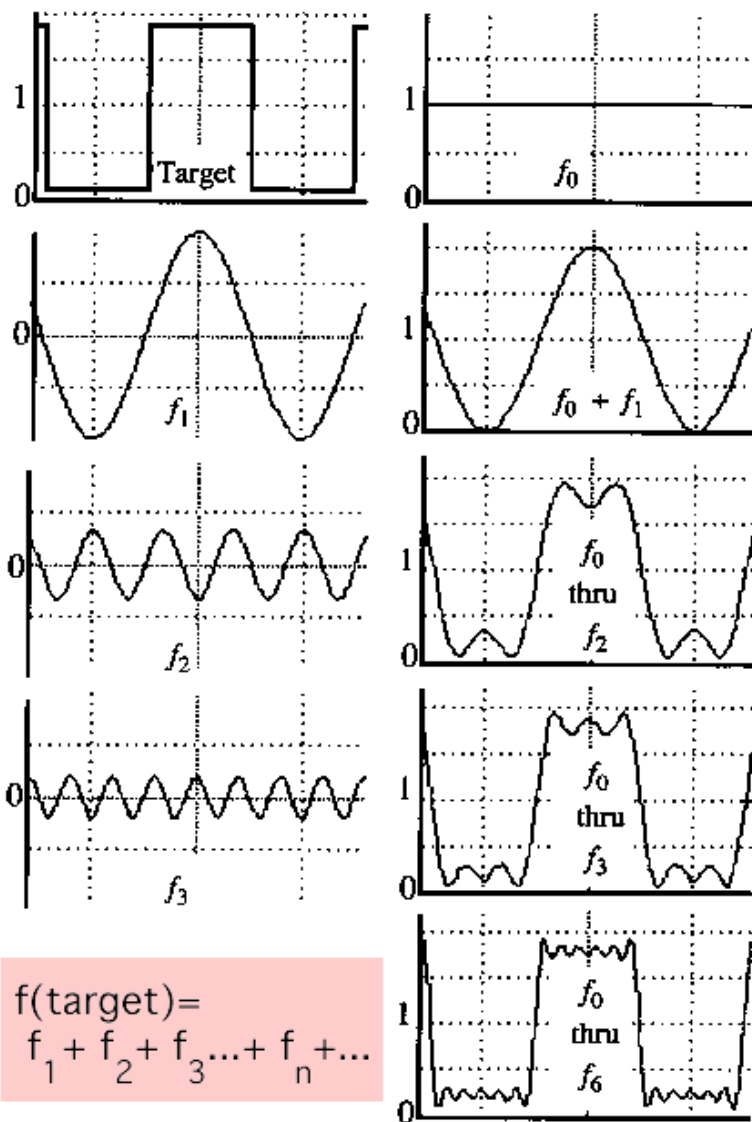 1
Target
0
1
f0
0
0
f1
1
f0 + f1
0
0
f2
1
f0
thru
f2
0
0
f3
1
f0
thru
f3
0
f(target)=
f1 + f2 + f3...+ fn+...
1
f0
thru
f6
0